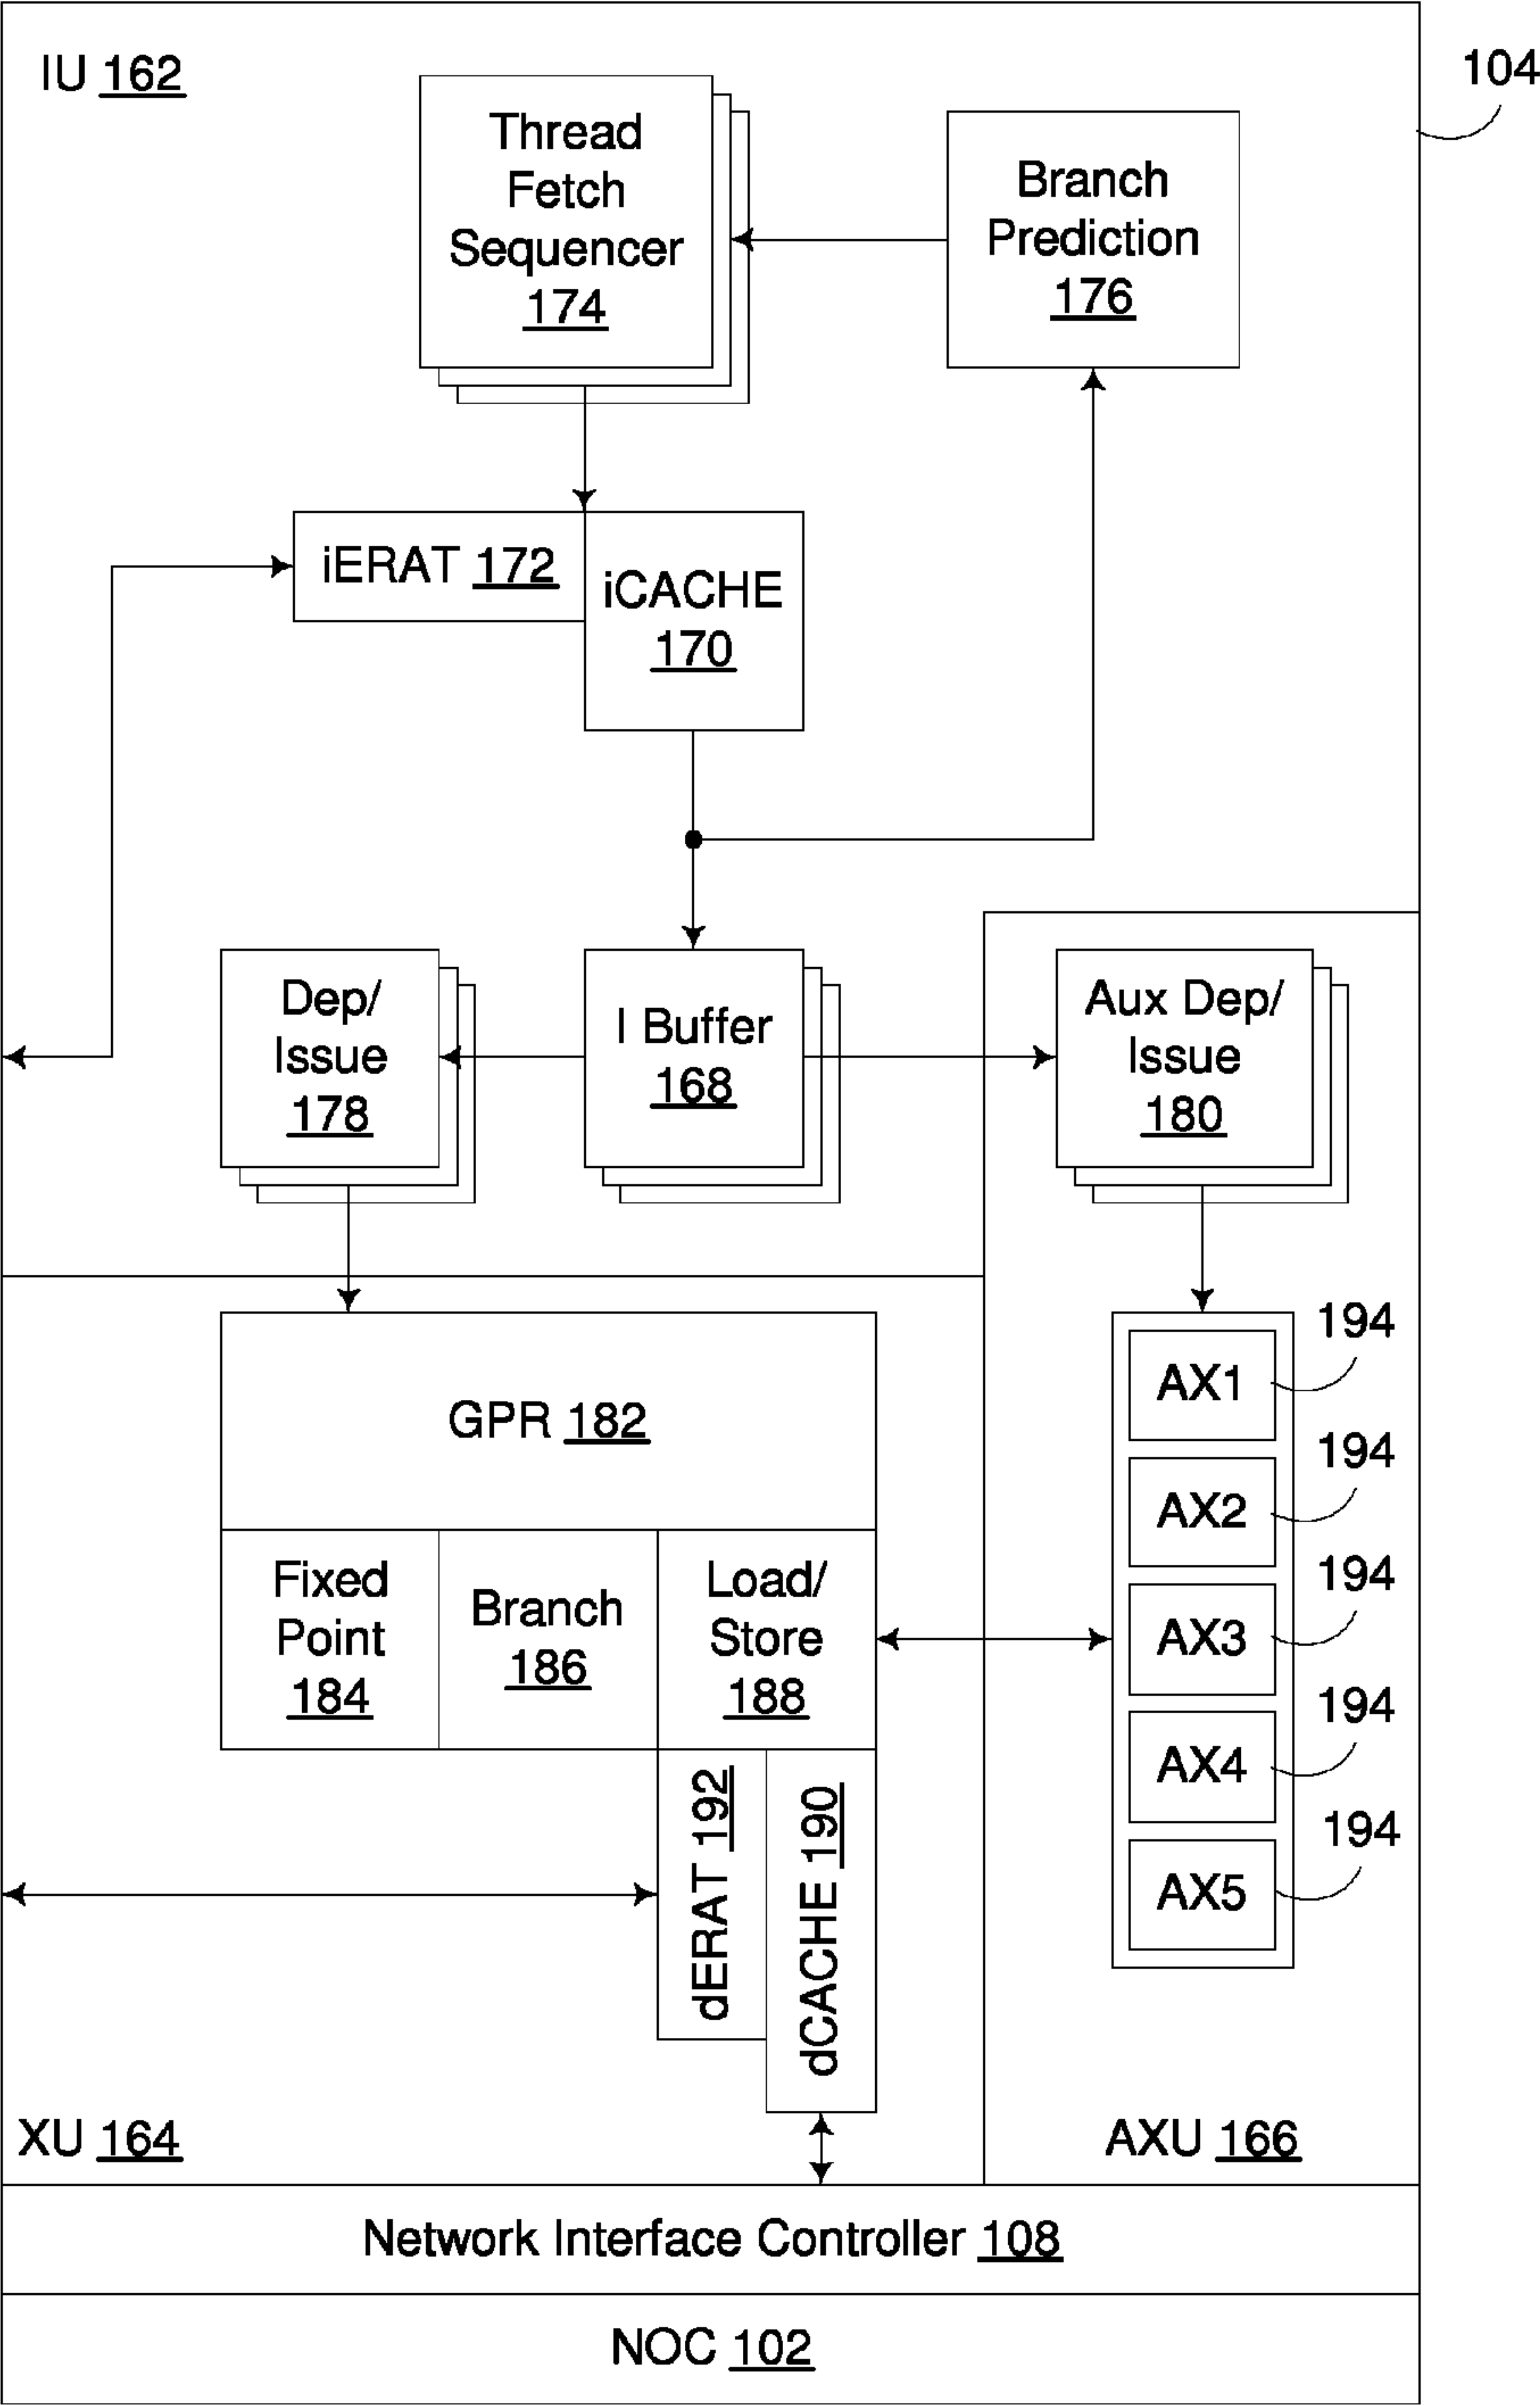 IU 162
104
Thread
Fetch
Sequencer
174
Branch
Prediction
176
iERAT 172
iCACHE
170
Dep/
Issue
178
I Buffer
168
Aux Dep/
Issue
180
GPR 182
Fixed
Point
184
Branch
186
Load/
Store
188
dERAT 192
dCACHE 190
AX1
194
AX2
194
AX3
194
AX4
194
AX5
194
XU 164
AXU 166
Network Interface Controller 108
NOC 102